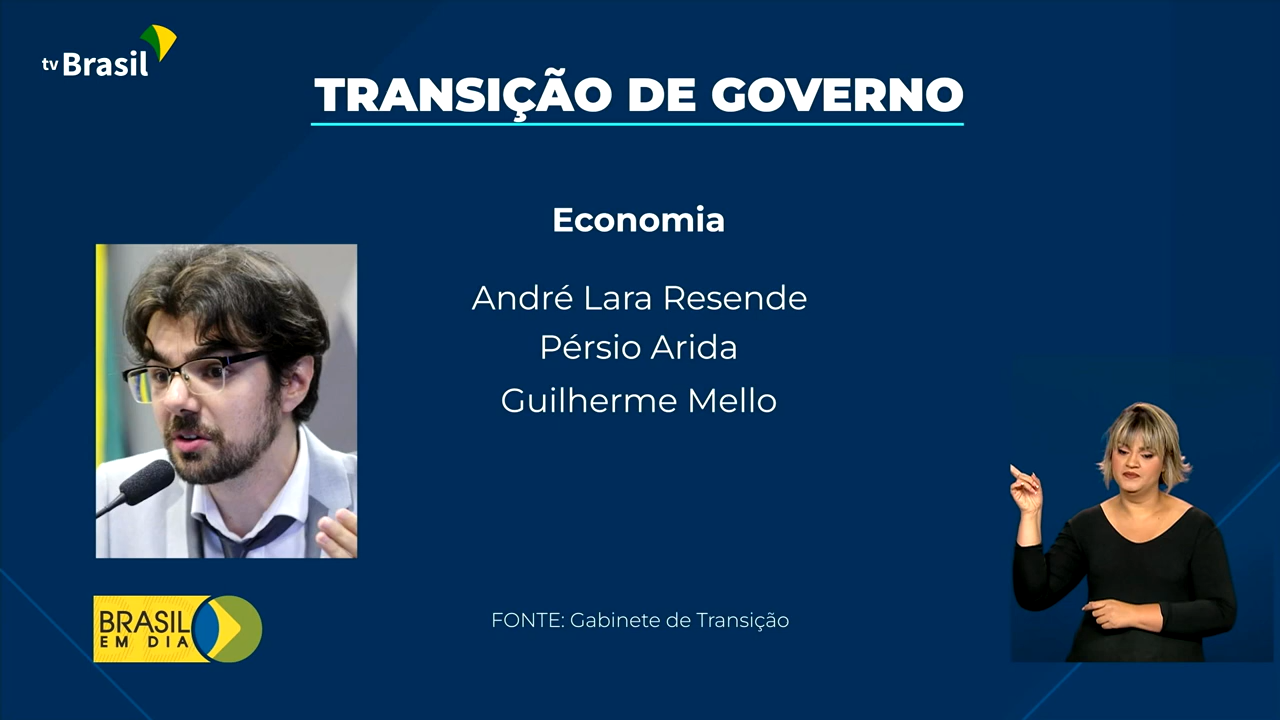 tv Brasil
TRANSIÇÃO DE GOVERNO
Economia
André Lara Resende
Pérsio Arida
Guilherme Mello
BRASIL
EM DIA
FONTE: Gabinete de Transição